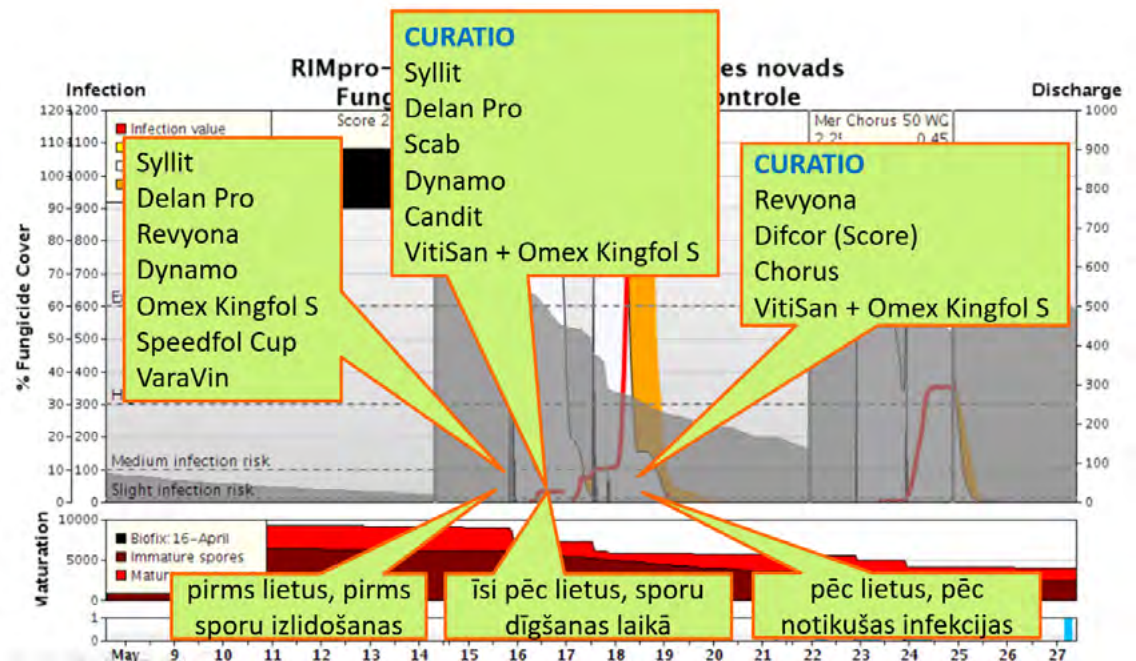 RIMpro-
es novads
Fung
ontrole
Infection
Discharge
CURATIO
Syllit
Delan Pro
Scab
Dynamo
Candit
VitiSan + Omex Kingfol S
Syllit
Delan Pro
Revyona
Dynamo
Omex Kingfol S
Speedfol Cup
VaraVin
CURATIO
Revyona
Difcor (Score)
Chorus
VitiSan + Omex Kingfol S
Infection value
Score 2
Mer Chorus 50 WG
0.45
% Fungicide Cover
120 1200
110 1100
100 1000
90 900
80 800
70 700
60 600
50 500
40 400
30 300
20 200
10 100
0 0
1000
900
800
700
600
500
400
300
200
100
0
Medium infection risk
Slight infection risk
Maturation
10000
5000
0
Biofix: 16-April
Immature spores
Matur
pirms lietus, pirms
sporu izlidošanas
īsi pēc lietus, sporu
dīgšanas laikā
pēc lietus, pēc
notikušas infekcijas
1
0
1
0
May 9 10 11 12 13 14 15 16 17 18 19 20 21 22 23 24 25 26 27